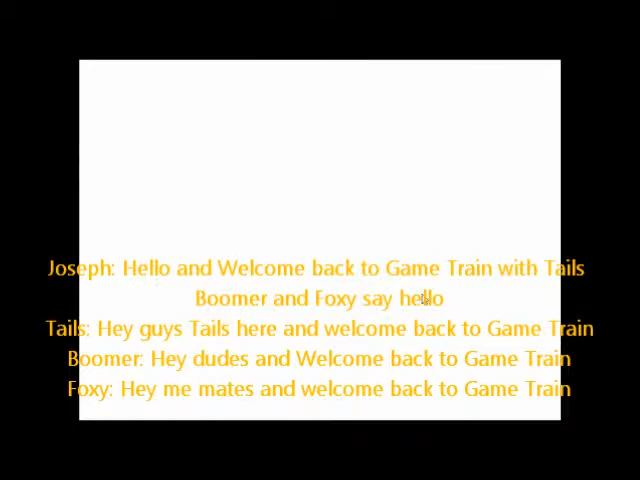 Joseph: Hello and Welcome back to Game Train with Tails
Boomer and Foxy say hello
Tails: Hey guys Tails here and welcome back to Game Train
Boomer: Hey dudes and Welcome back to Game Train
Foxy: Hey me mates and welcome back to Game Train